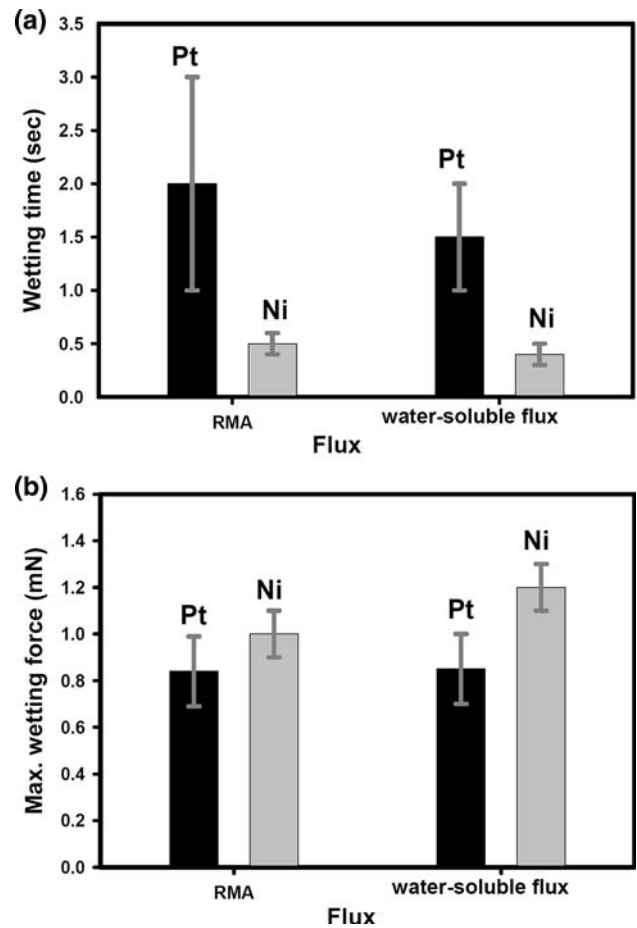 (a)
Wetting time (sec)
3.5
3.0
2.5
2.0
1.5
1.0
0.5
0.0
Pt
Ni
Pt
Ni
RMA
water-soluble flux
Flux
(b)
Max. wetting force (mN)
1.6
1.4
1.2
1.0
0.8
0.6
0.4
0.2
0.0
Pt
Ni
Pt
Ni
RMA
water-soluble flux
Flux